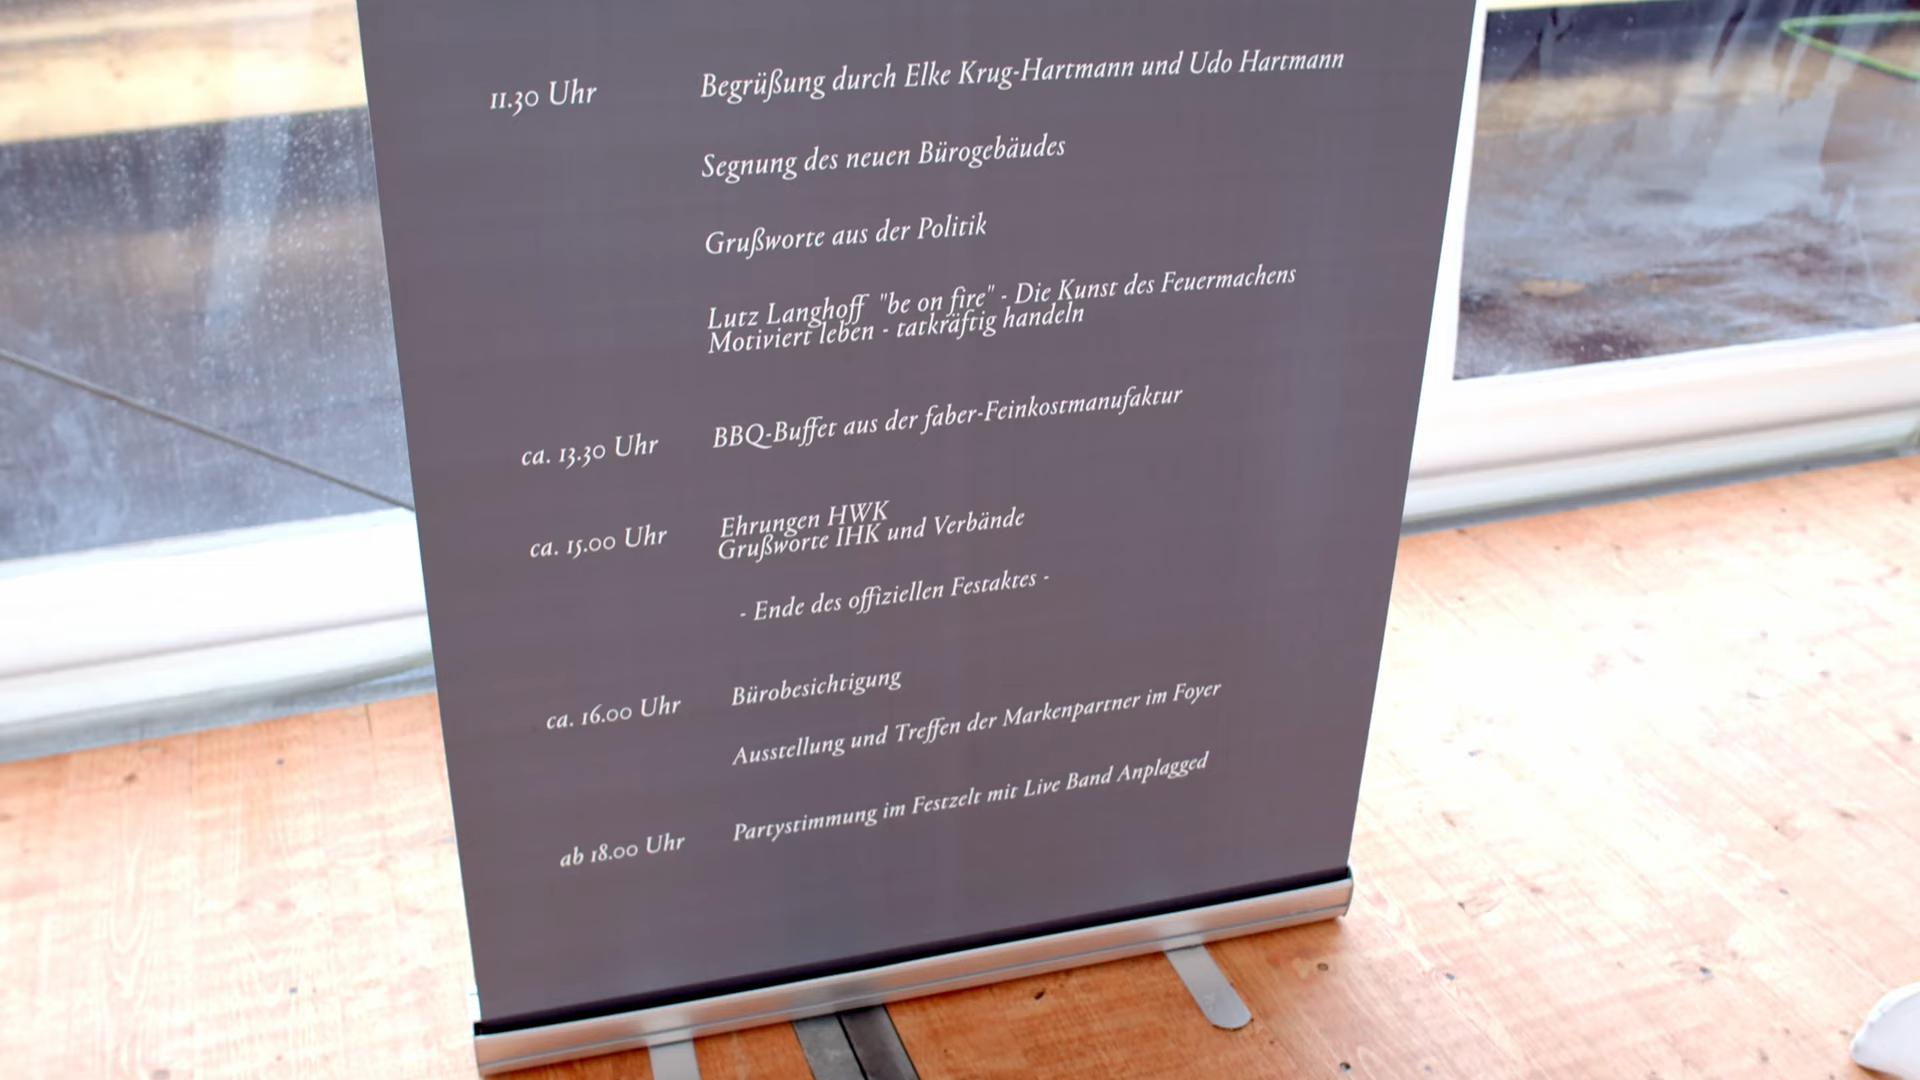 11.30 Uhr Begrüßung durch Elke Krug-Hartmann und Udo Hartmann
Segnung des neuen Bürogebäudes
Grußworte aus der Politik
Lutz Langhoff "be on fire" - Die Kunst des Feuermachens
Motiviert leben - tatkräftig handeln
ca. 13.30 Uhr BBQ-Buffet aus der faber-Feinkostmanufaktur
ca. 15.00 Uhr Ehrungen HWK
Grußworte IHK und Verbände
- Ende des offiziellen Festaktes -
ca. 16.00 Uhr Bürobesichtigung
Ausstellung und Treffen der Markenpartner im Foyer
ab 18.00 Uhr Partystimmung im Festzelt mit Live Band Anplagged